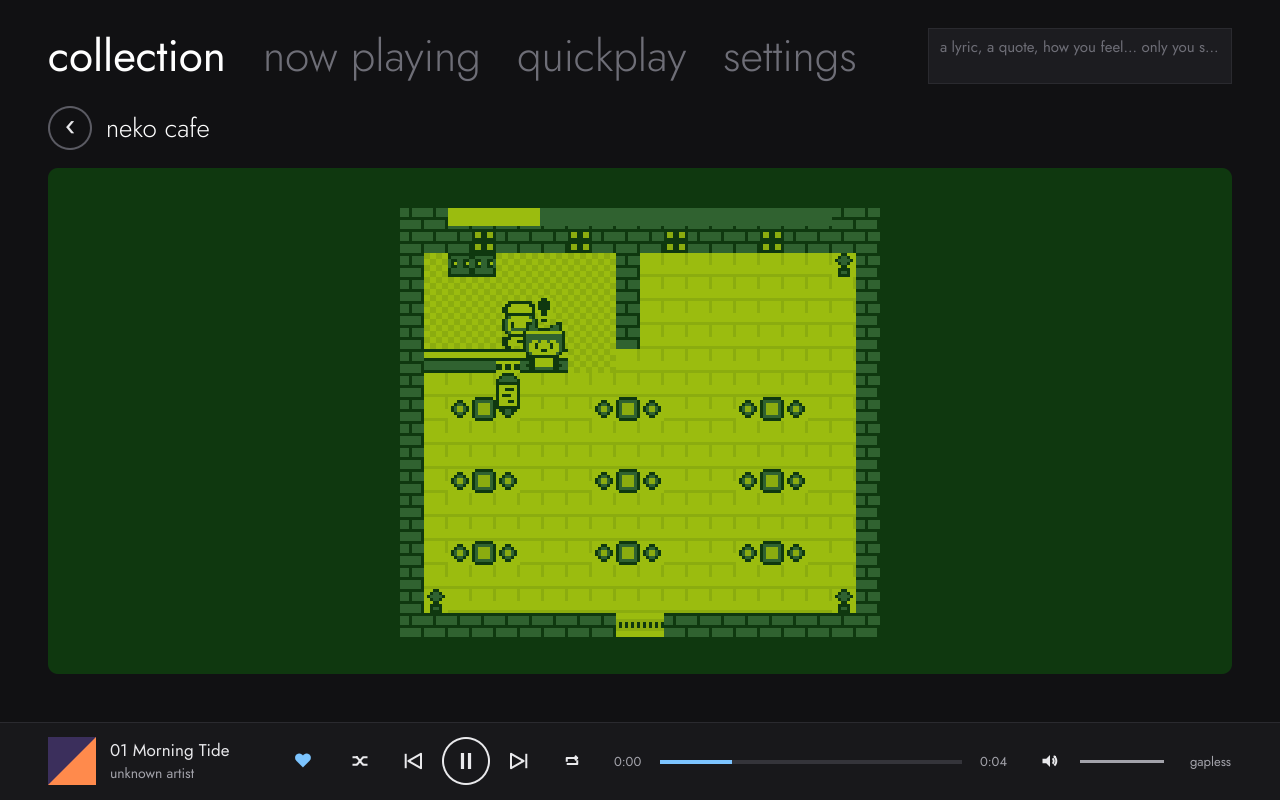 collection now playing quickplay settings
a lyric, a quote, how you feel... only you s...
neko cafe
01 Morning Tide
unknown artist
0:00
0:04
gapless